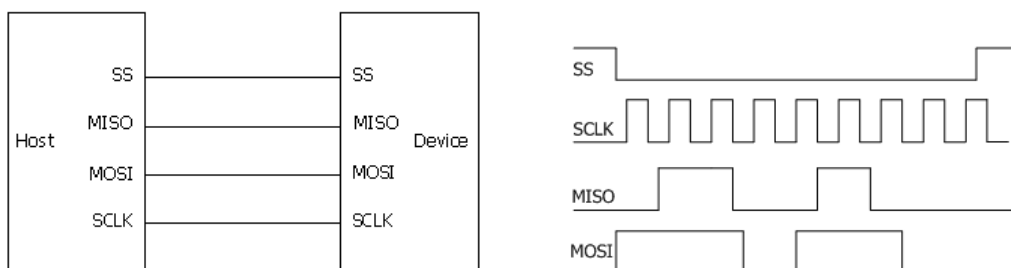 SS SS
MISO MISO
Host Device
MOSI MOSI
SCLK SCLK
SS
SCLK
MISO
MOSI